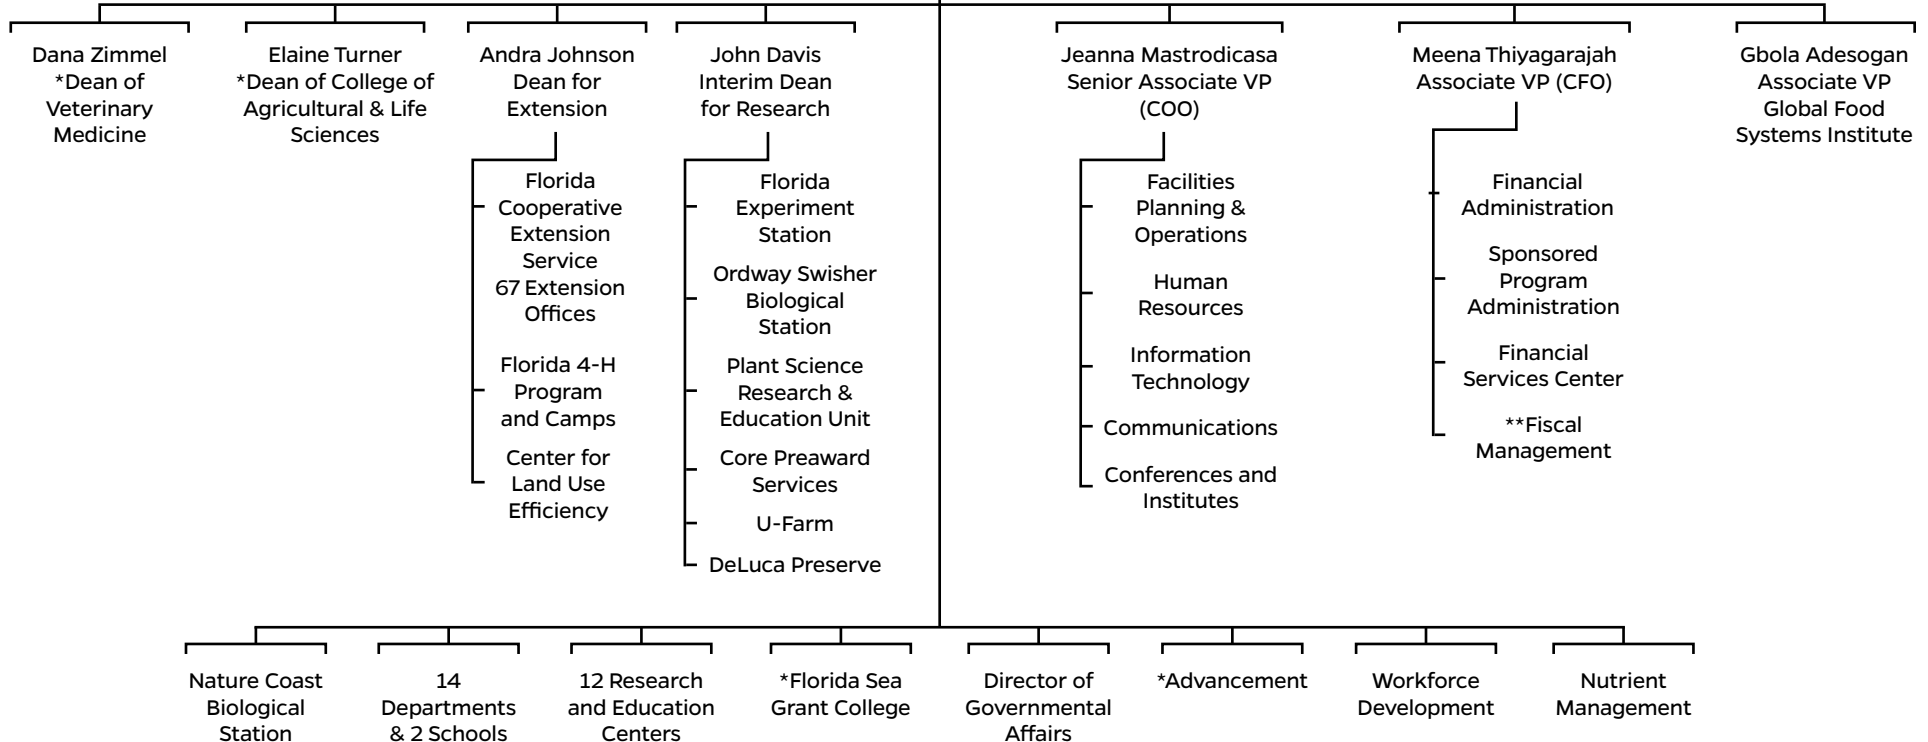 Dana Zimmel
*Dean of
Veterinary
Medicine
Elaine Turner
*Dean of College of
Agricultural & Life
Sciences
Andra Johnson
Dean for
Extension
Florida
Cooperative
Extension
Service
67 Extension
Offices
Florida 4-H
Program
and Camps
Center for
Land Use
Efficiency
John Davis
Interim Dean
for Research
Florida
Experiment
Station
Ordway Swisher
Biological
Station
Plant Science
Research &
Education Unit
Core Preaward
Services
U-Farm
DeLuca Preserve
Jeanna Mastrodicasa
Senior Associate VP
(COO)
Facilities
Planning &
Operations
Human
Resources
Information
Technology
Communications
Conferences and
Institutes
Meena Thiyagarajah
Associate VP (CFO)
Financial
Administration
Sponsored
Program
Administration
Financial
Services Center
**Fiscal
Management
Gbola Adesogan
Associate VP
Global Food
Systems Institute
Nature Coast
Biological
Station
14
Departments
& 2 Schools
12 Research
and Education
Centers
*Florida Sea
Grant College
Director of
Governmental
Affairs
*Advancement
Workforce
Development
Nutrient
Management